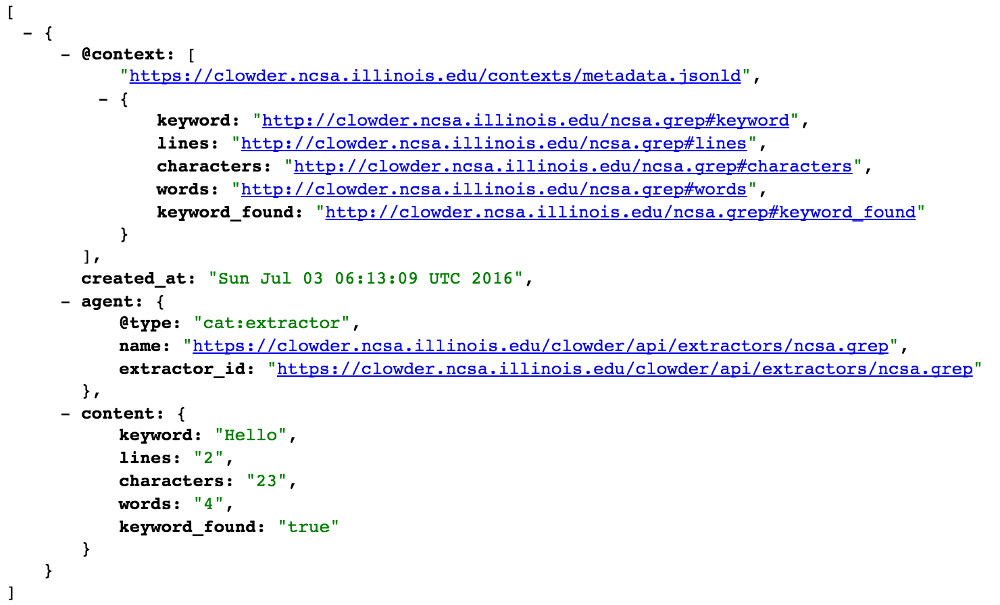 [
- {
- @context: [
"https://clowder.ncsa.illinois.edu/contexts/metadata.jsonld",
- {
keyword: "http://clowder.ncsa.illinois.edu/ncsa.grep#keyword",
lines: "http://clowder.ncsa.illinois.edu/ncsa.grep#lines",
characters: "http://clowder.ncsa.illinois.edu/ncsa.grep#characters",
words: "http://clowder.ncsa.illinois.edu/ncsa.grep#words",
keyword_found: "http://clowder.ncsa.illinois.edu/ncsa.grep#keyword_found"
}
],
created_at: "Sun Jul 03 06:13:09 UTC 2016",
- agent: {
@type: "cat:extractor",
name: "https://clowder.ncsa.illinois.edu/clowder/api/extractors/ncsa.grep",
extractor_id: "https://clowder.ncsa.illinois.edu/clowder/api/extractors/ncsa.grep"
},
- content: {
keyword: "Hello",
lines: "2",
characters: "23",
words: "4",
keyword_found: "true"
}
}
]